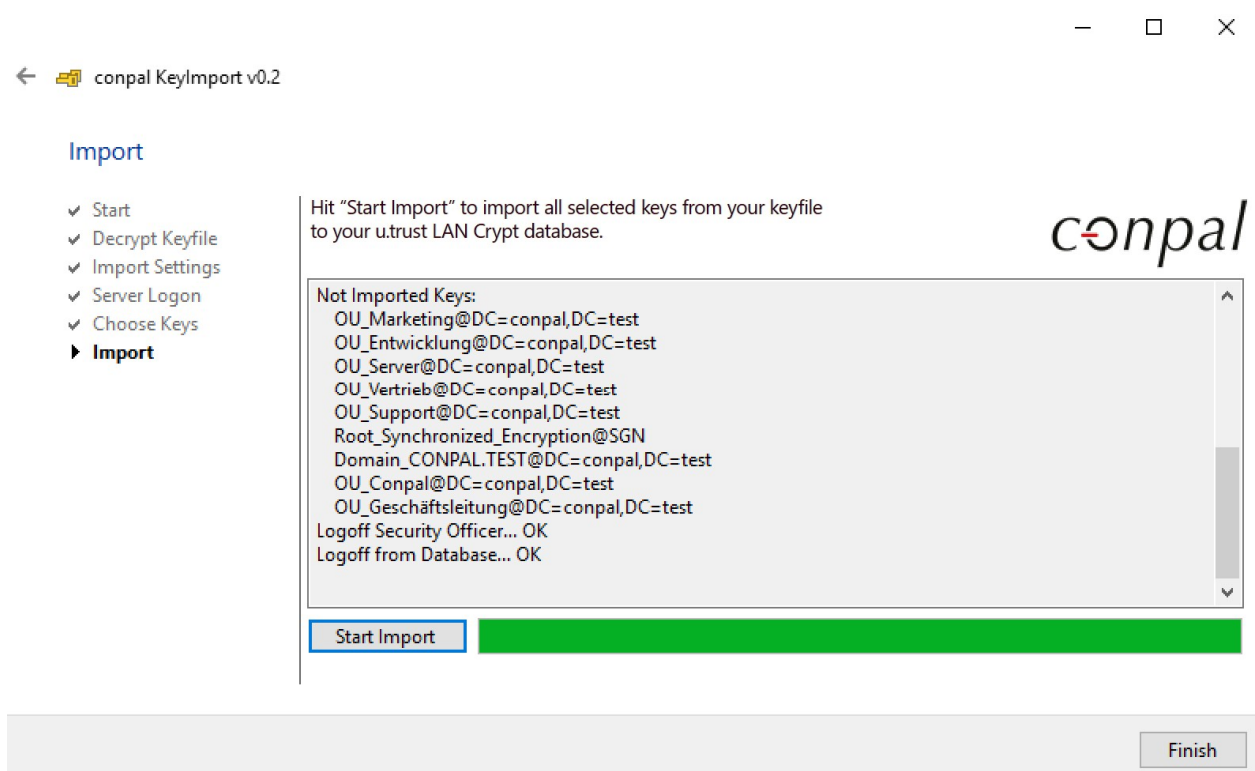 conpal KeyImport v0.2
Import
Start
Decrypt Keyfile
Import Settings
Server Logon
Choose Keys
Import
Hit “Start Import” to import all selected keys from your keyfile
to your u.trust LAN Crypt database.
conpal
Not Imported Keys:
OU_Marketing@DC=conpal,DC=test
OU_Entwicklung@DC=conpal,DC=test
OU_Server@DC=conpal,DC=test
OU_Vertrieb@DC=conpal,DC=test
OU_Support@DC=conpal,DC=test
Root_Synchronized_Encryption@SGN
Domain_CONPAL.TEST@DC=conpal,DC=test
OU_Conpal@DC=conpal,DC=test
OU_Geschäftsleitung@DC=conpal,DC=test
Logoff Security Officer... OK
Logoff from Database... OK
Start Import
Finish